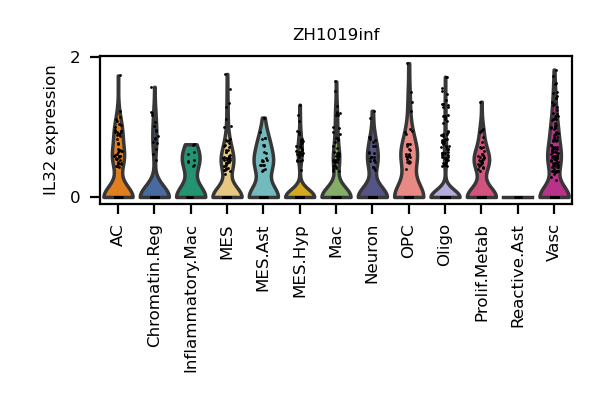 ZH1019inf
IL32 expression
2
0
AC
Chromatin.Reg
Inflammatory.Mac
MES
MES.Ast
MES.Hyp
Mac
Neuron
OPC
Oligo
Prolif.Metab
Reactive.Ast
Vasc